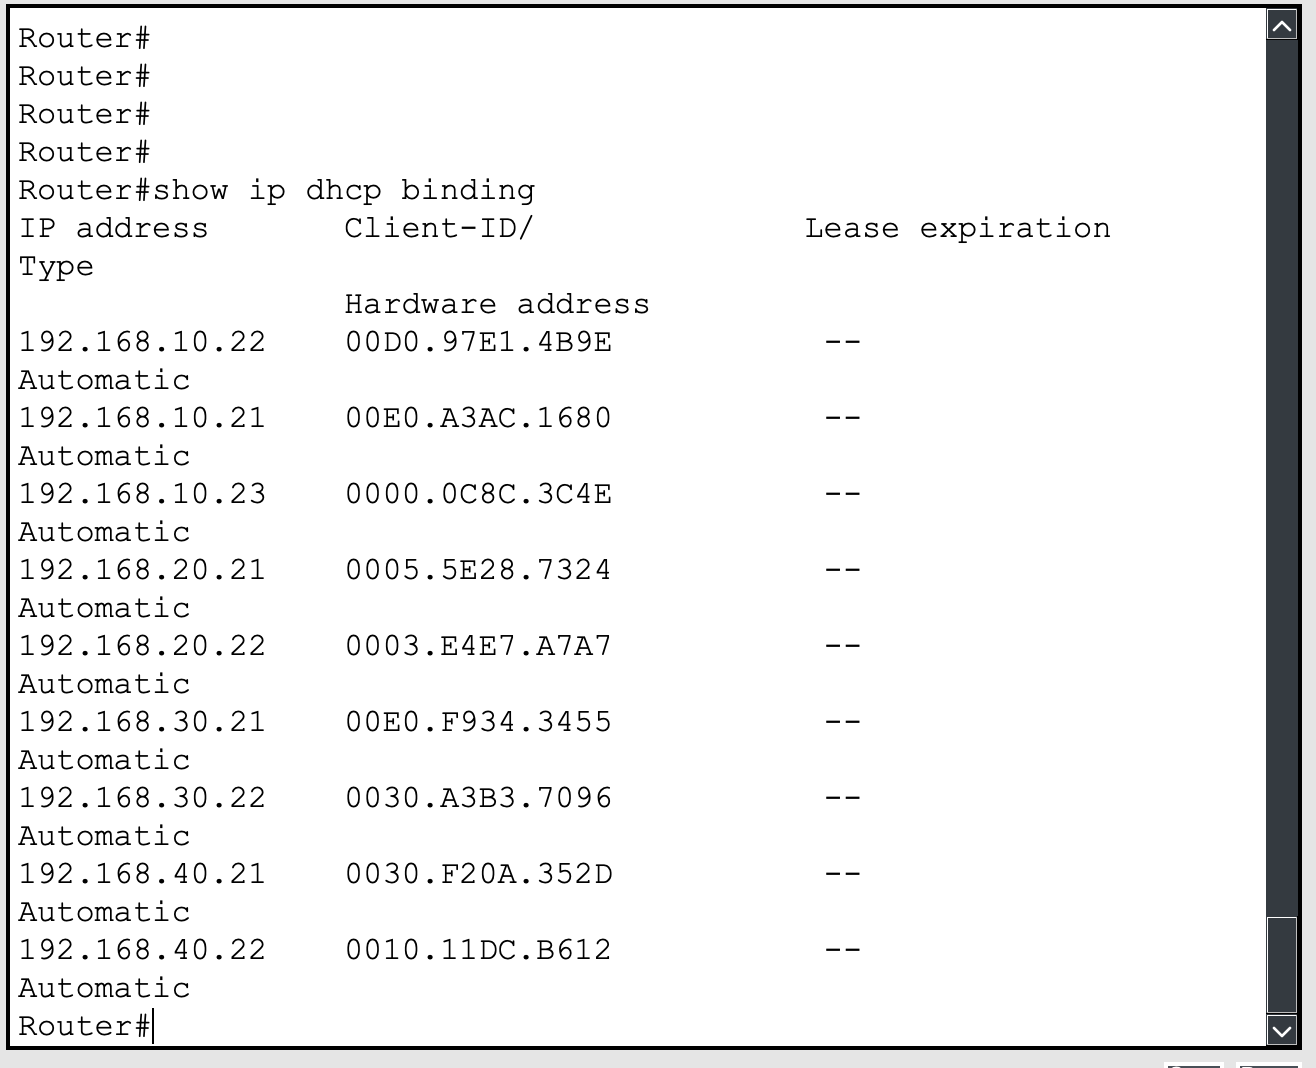 Router#
Router#
Router#
Router#
Router#show ip dhcp binding
IP address       Client-ID/              Lease expiration
Type
                 Hardware address
192.168.10.22    00D0.97E1.4B9E           --
Automatic
192.168.10.21    00E0.A3AC.1680           --
Automatic
192.168.10.23    0000.0C8C.3C4E           --
Automatic
192.168.20.21    0005.5E28.7324           --
Automatic
192.168.20.22    0003.E4E7.A7A7           --
Automatic
192.168.30.21    00E0.F934.3455           --
Automatic
192.168.30.22    0030.A3B3.7096           --
Automatic
192.168.40.21    0030.F20A.352D           --
Automatic
192.168.40.22    0010.11DC.B612           --
Automatic
Router#